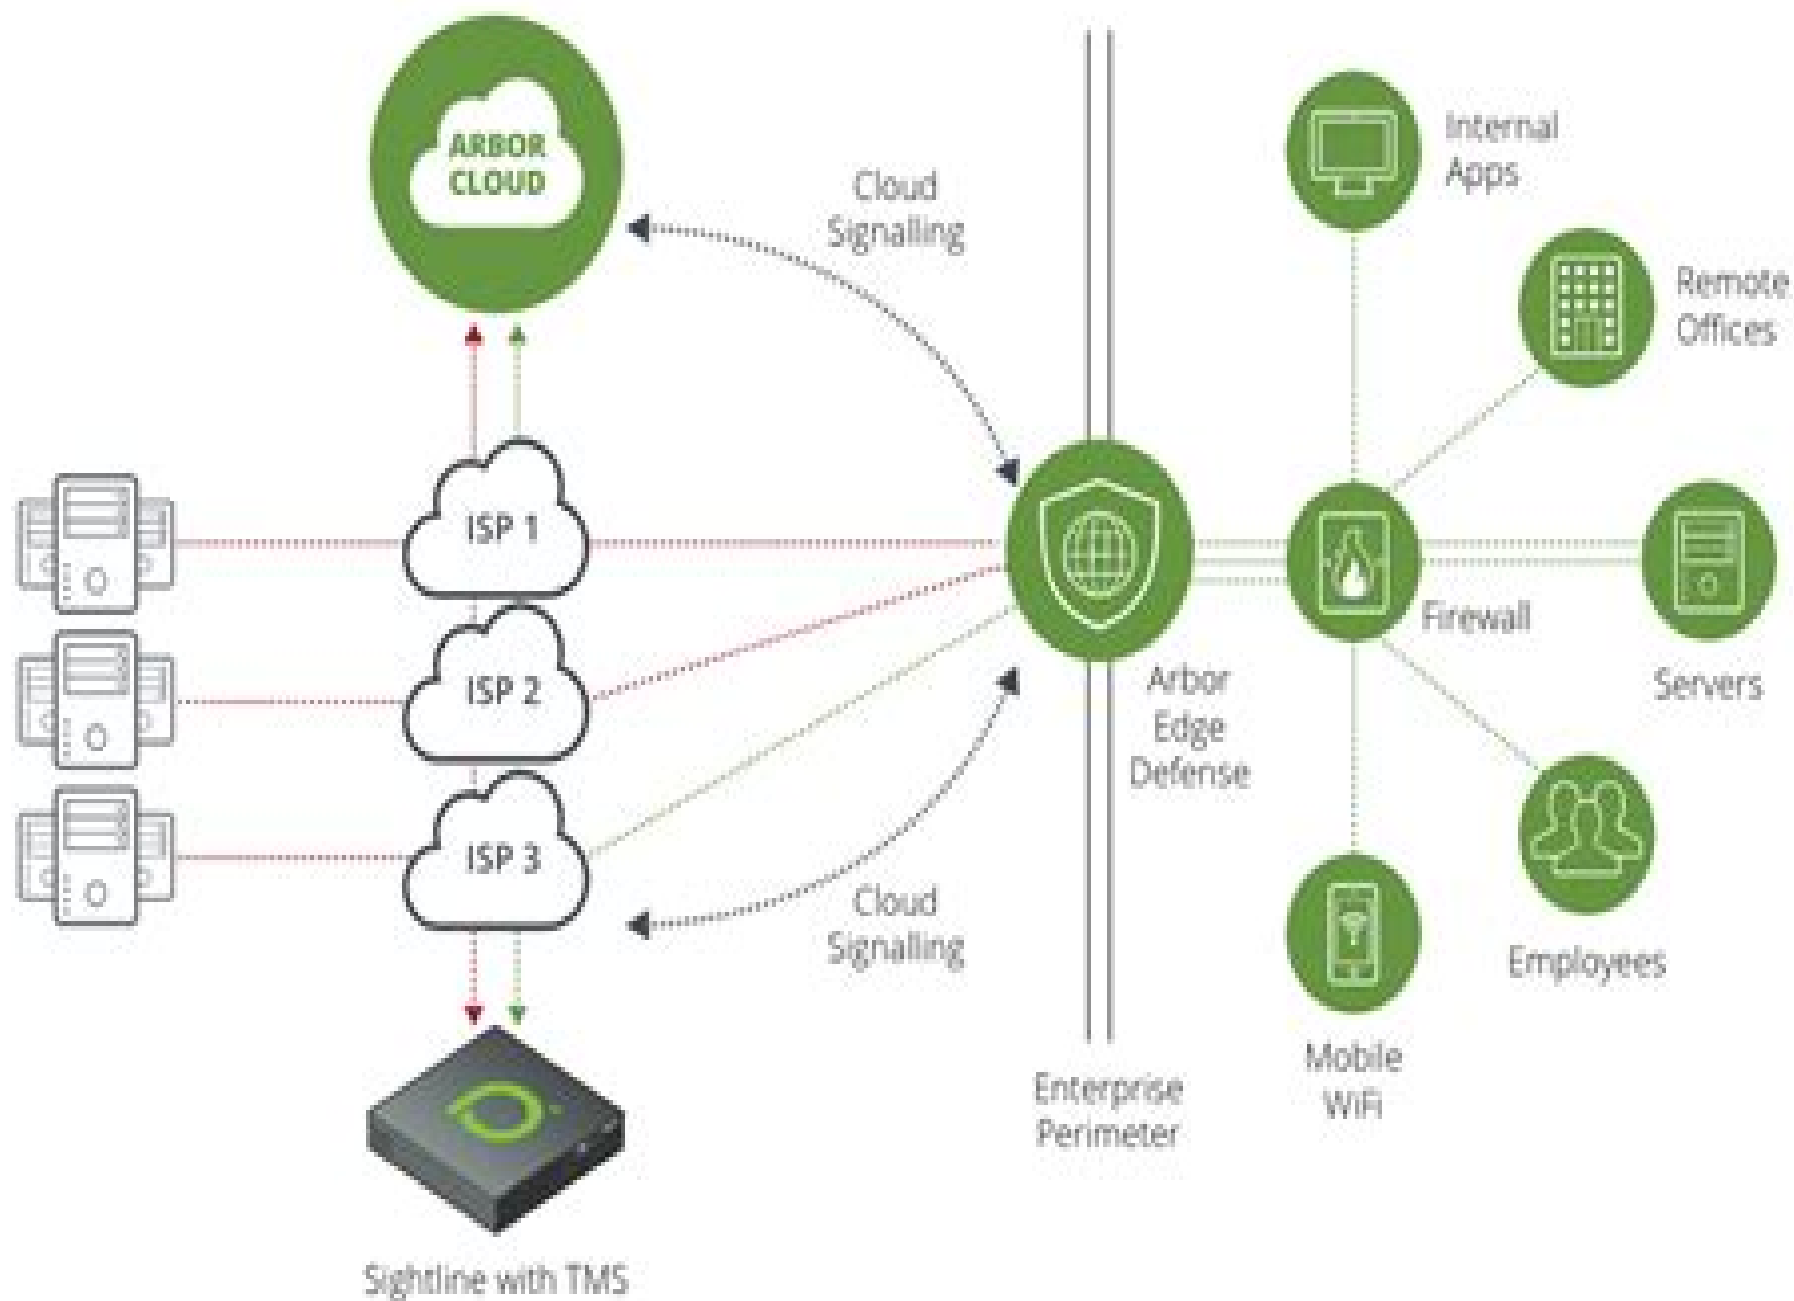 ARBOR
CLOUD
Cloud
Signalling
Internal
Apps
Remote
Offices
ISP 1
ISP 2
ISP 3
Firewall
Servers
Arbor
Edge
Defense
Cloud
Signalling
Employees
Mobile
WiFi
Enterprise
Perimeter
Sightline with TMS